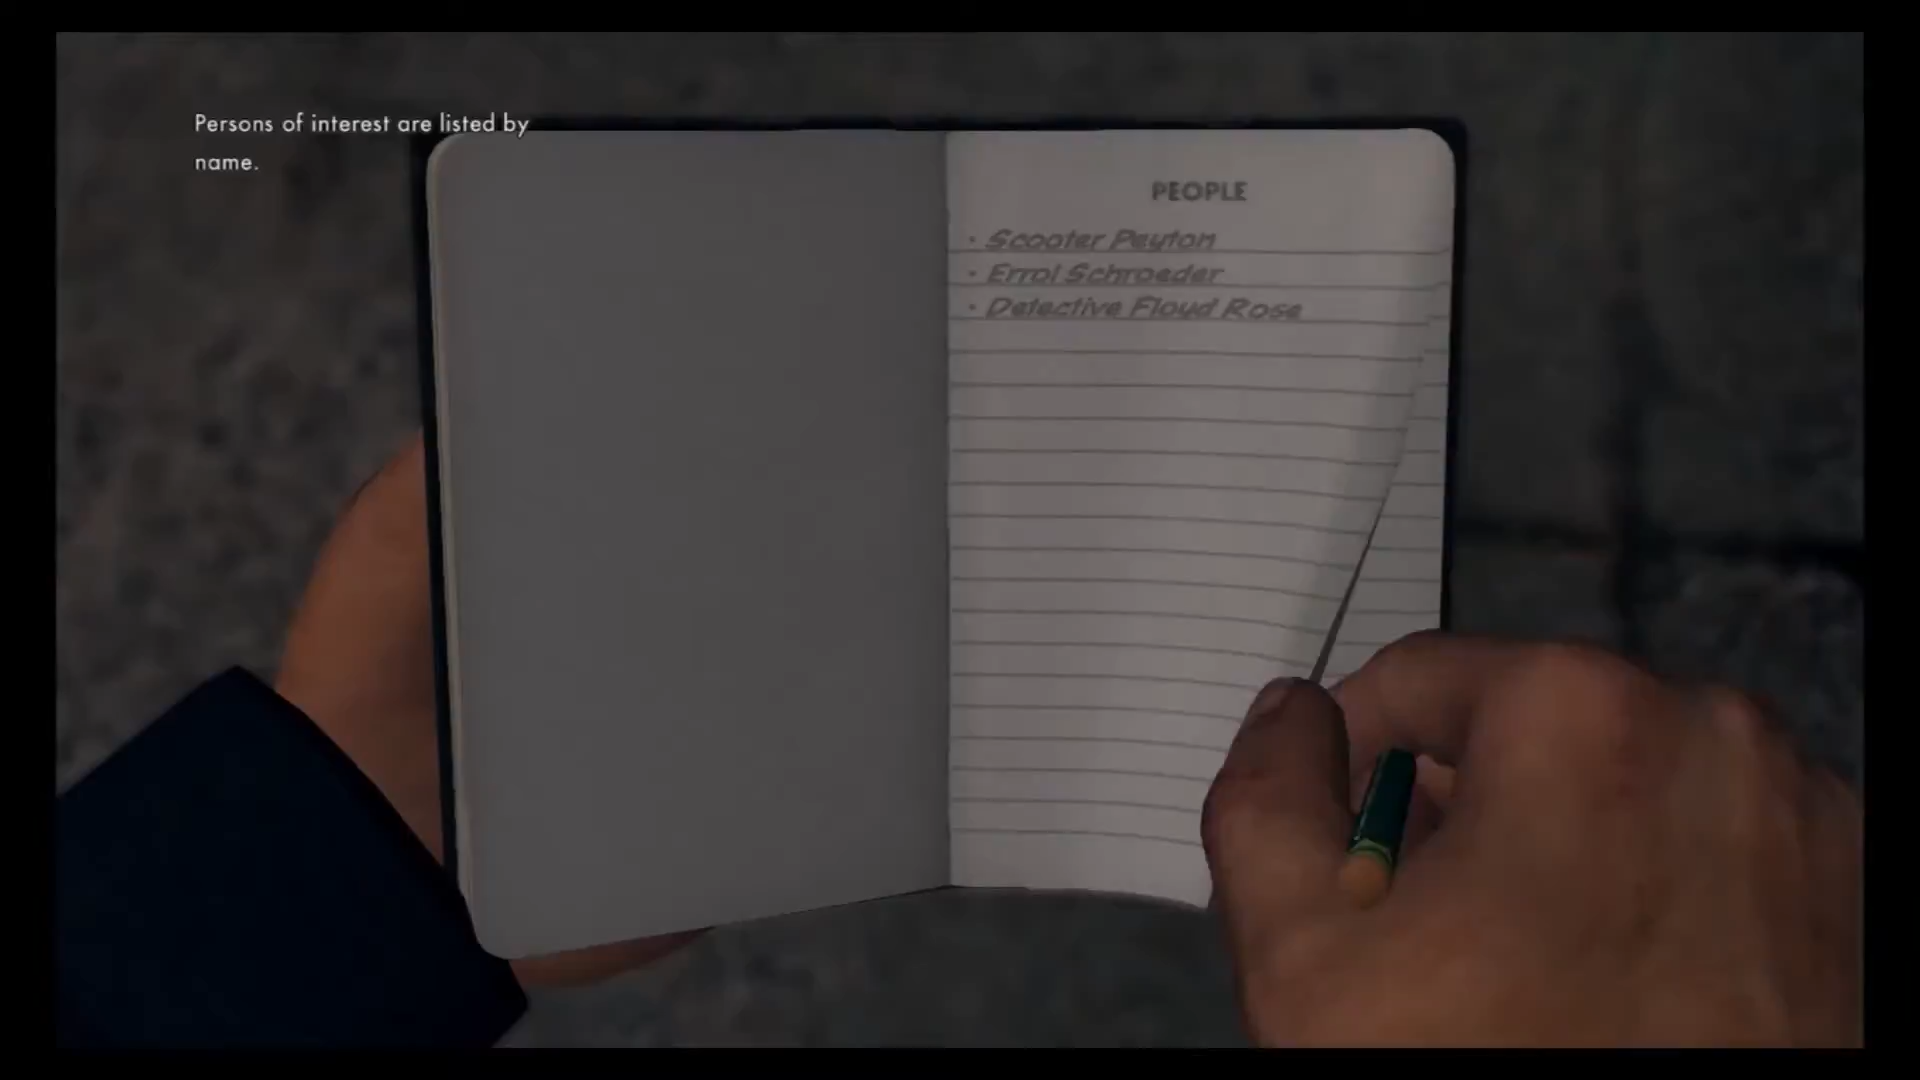 Persons of interest are listed by
name.
PEOPLE
• Scooter Peyton
• Errol Schroeder
• Detective Floyd Rose